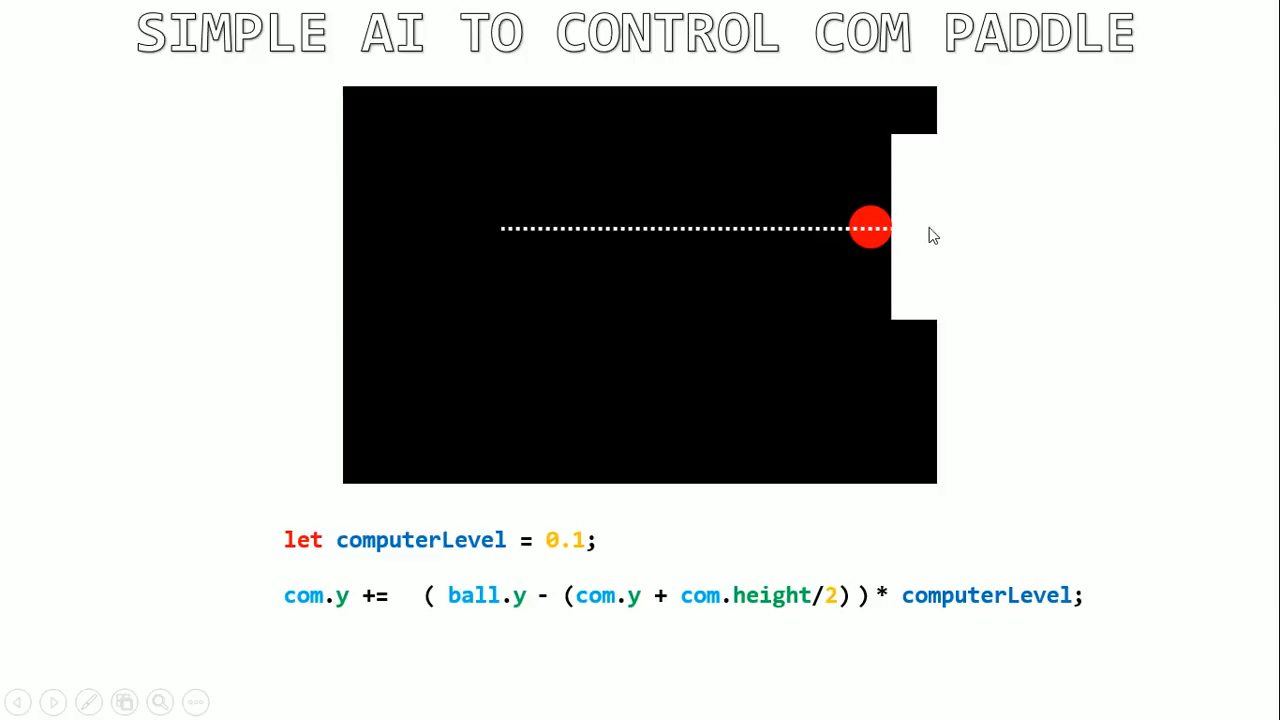 SIMPLE AI TO CONTROL COM PADDLE
let computerLevel = 0.1;
com.y += ( ball.y - (com.y + com.height/2) ) * computerLevel;